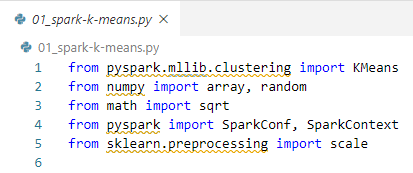 01_spark-k-means.py ×
01_spark-k-means.py
1 from pyspark.mllib.clustering import KMeans
2 from numpy import array, random
3 from math import sqrt
4 from pyspark import SparkConf, SparkContext
5 from sklearn.preprocessing import scale
6